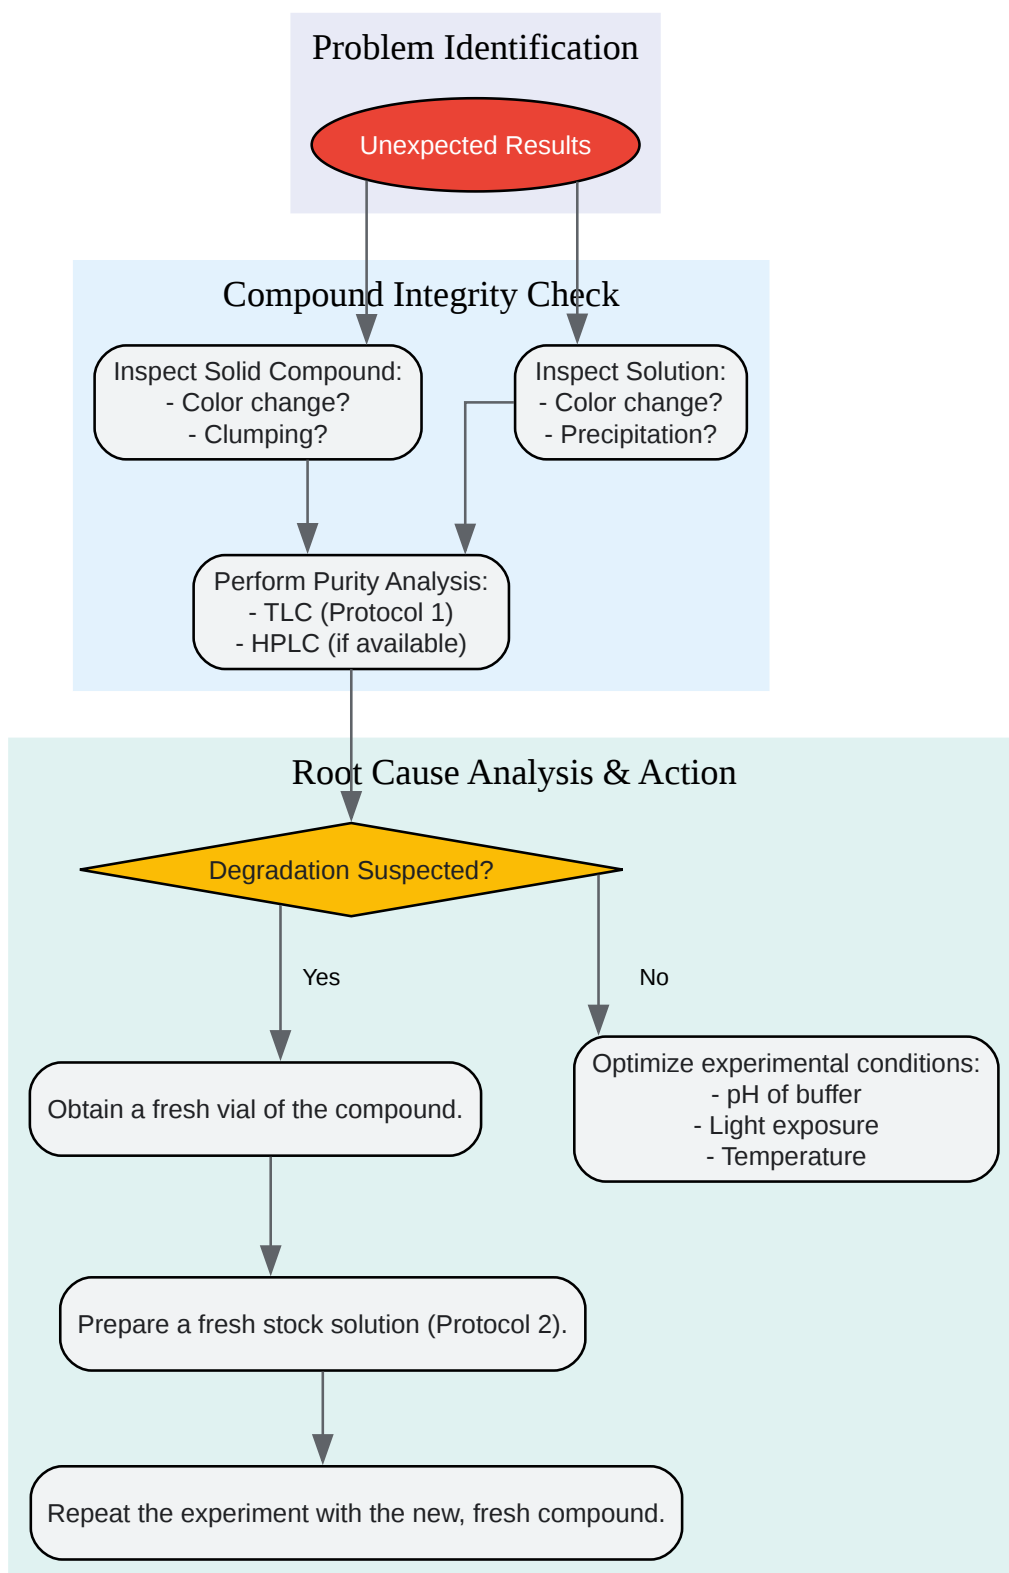 Problem Identification
Unexpected Results
Compound Integrity Check
Inspect Solid Compound:
- Color change?
- Clumping?
Inspect Solution:
- Color change?
- Precipitation?
Perform Purity Analysis:
- TLC (Protocol 1)
- HPLC (if available)
Root Cause Analysis & Action
Degradation Suspected?
Yes
No
Obtain a fresh vial of the compound.
Optimize experimental conditions:
- pH of buffer
- Light exposure
- Temperature
Prepare a fresh stock solution (Protocol 2).
Repeat the experiment with the new, fresh compound.